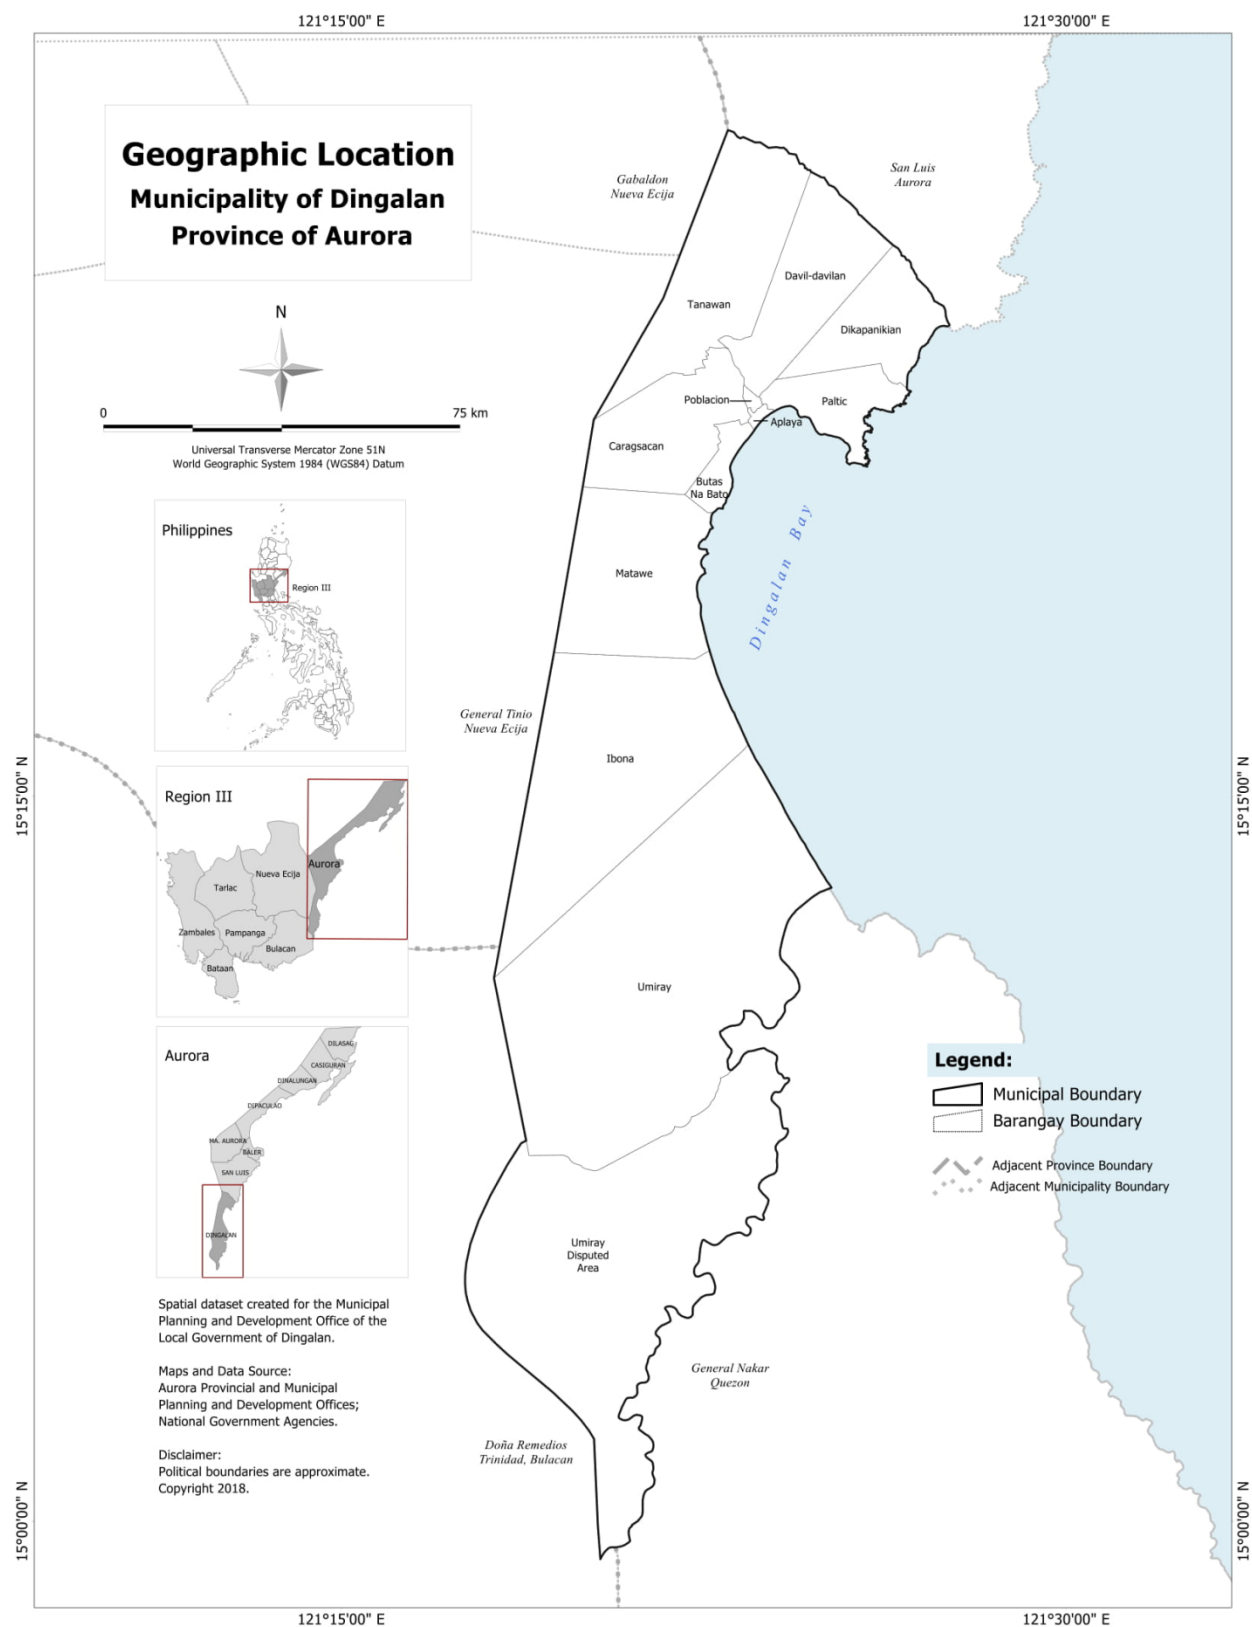 121°15'00" E
121°30'00" E
Geographic Location
Municipality of Dingalan
Province of Aurora
Gabaldon
Nueva Ecija
San Luis
Aurora
Davil-davilan
Tanawan
Dikapanikian
N
0
75 km
Universal Transverse Mercator Zone 51N
World Geographic System 1984 (WGS84) Datum
Poblacion
Paltic
Aplaya
Caragsacan
Butas
Na Bato
Dingalan Bay
Matawe
Philippines
Region III
General Tinio
Nueva Ecija
Ibona
15°15'00" N
15°15'00" N
Region III
Aurora
Nueva Ecija
Tarlac
Zambales
Pampanga
Bulacan
Bataan
Umiray
Aurora
DILASAG
CASIGURAN
DINALUNGAN
DIPACULAO
MA. AURORA
BALER
SAN LUIS
DINGALAN
Legend:
Municipal Boundary
Barangay Boundary
Adjacent Province Boundary
Adjacent Municipality Boundary
Umiray
Disputed
Area
Spatial dataset created for the Municipal
Planning and Development Office of the
Local Government of Dingalan.
Maps and Data Source:
Aurora Provincial and Municipal
Planning and Development Offices;
National Government Agencies.
Disclaimer:
Political boundaries are approximate.
Copyright 2018.
General Nakar
Quezon
Doña Remedios
Trinidad, Bulacan
15°00'00" N
15°00'00" N
121°15'00" E
121°30'00" E